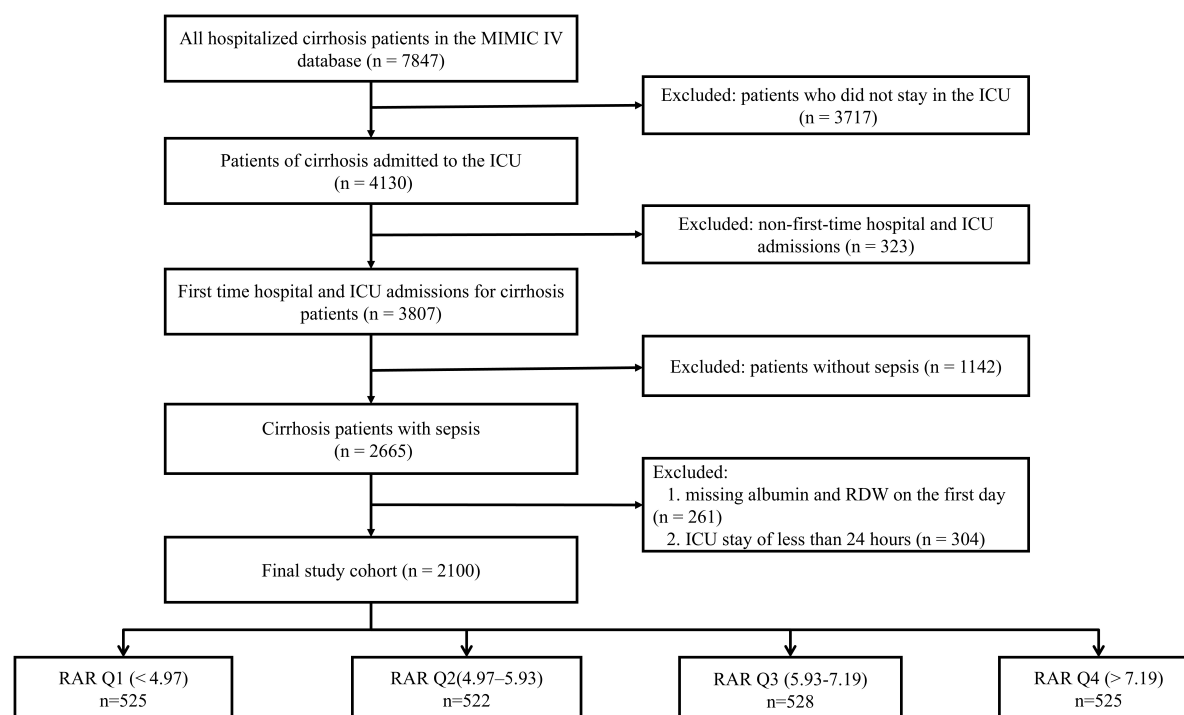 All hospitalized cirrhosis patients in the MIMIC IV
database (n = 7847)
Excluded: patients who did not stay in the ICU
(n = 3717)
Patients of cirrhosis admitted to the ICU
(n = 4130)
Excluded: non-first-time hospital and ICU
admissions (n = 323)
First time hospital and ICU admissions for cirrhosis
patients (n = 3807)
Excluded: patients without sepsis (n = 1142)
Cirrhosis patients with sepsis
(n = 2665)
Excluded:
1. missing albumin and RDW on the first day
(n = 261)
2. ICU stay of less than 24 hours (n = 304)
Final study cohort (n = 2100)
RAR Q1 (< 4.97)
n=525
RAR Q2(4.97–5.93)
n=522
RAR Q3 (5.93-7.19)
n=528
RAR Q4 (> 7.19)
n=525